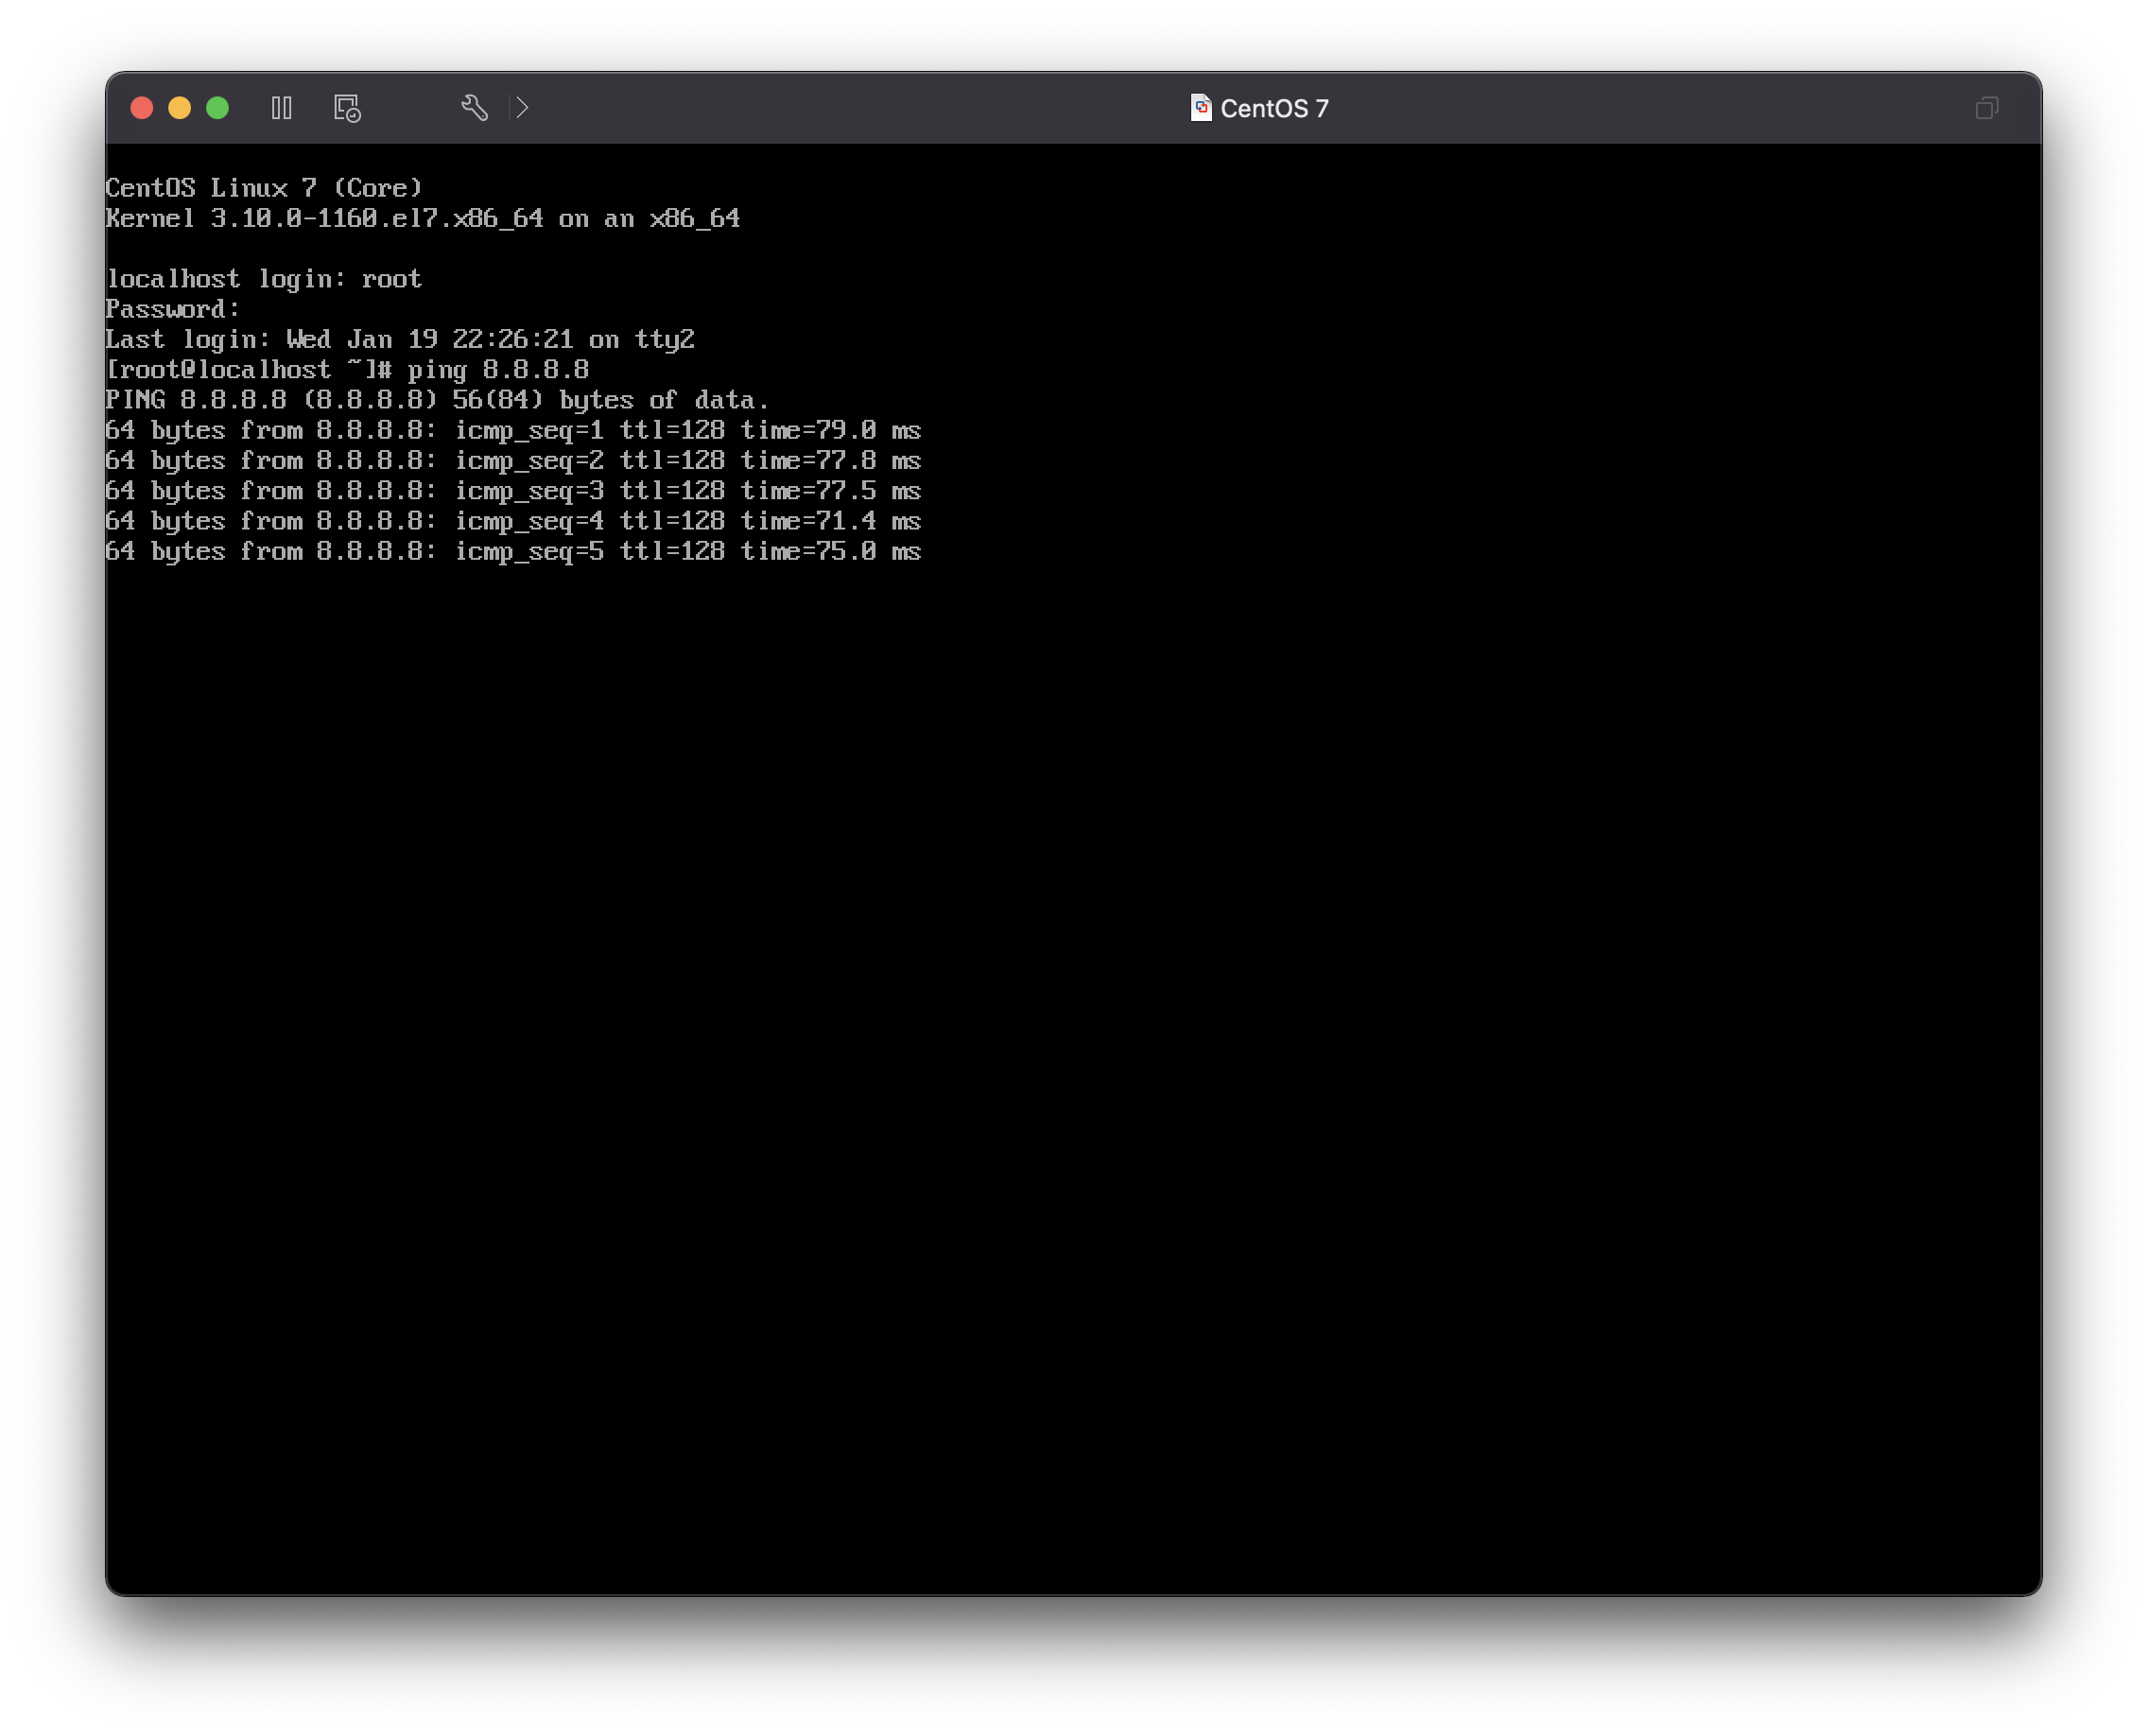 CentOS 7
CentOS Linux 7 (Core)
Kernel 3.10.0-1160.el7.x86_64 on an x86_64
localhost login: root
Password:
Last login: Wed Jan 19 22:26:21 on tty2
[root@localhost ~]# ping 8.8.8.8
PING 8.8.8.8 (8.8.8.8) 56(84) bytes of data.
64 bytes from 8.8.8.8: icmp_seq=1 ttl=128 time=79.0 ms
64 bytes from 8.8.8.8: icmp_seq=2 ttl=128 time=77.8 ms
64 bytes from 8.8.8.8: icmp_seq=3 ttl=128 time=77.5 ms
64 bytes from 8.8.8.8: icmp_seq=4 ttl=128 time=71.4 ms
64 bytes from 8.8.8.8: icmp_seq=5 ttl=128 time=75.0 ms